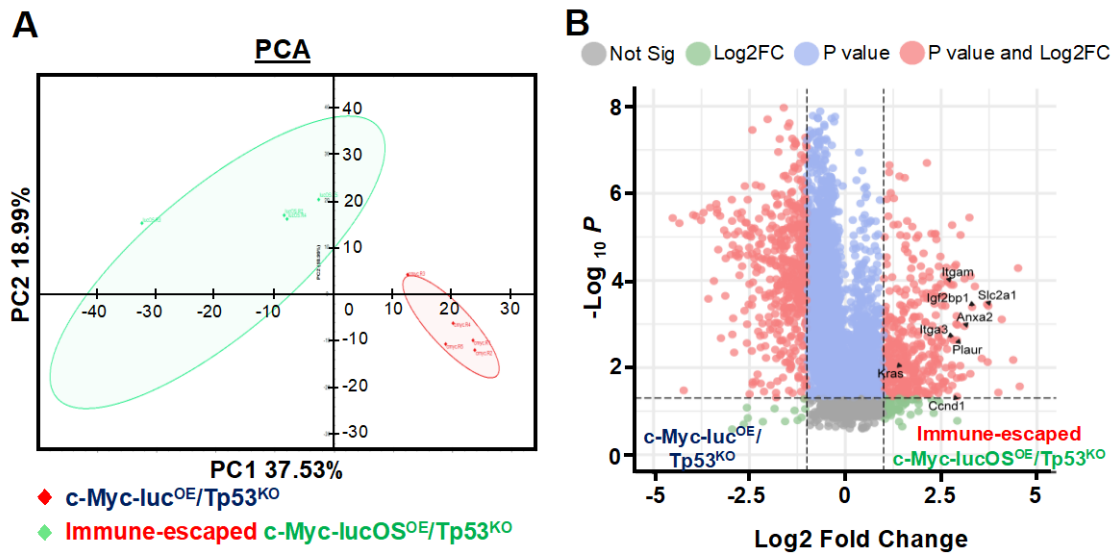 A
PCA
40
30
20
10
0
-40
-30
-20
-10
10
20
30
-10
-20
-30
PC2 18.99%
PC1 37.53%
c-Myc-luc^OE/Tp53^KO
Immune-escaped c-Myc-lucOS^OE/Tp53^KO
B
Not Sig
Log2FC
P value
P value and Log2FC
8
6
4
2
0
-Log 10 P
Itgam
Igf2bp1
Slc2a1
Anxa2
Itga3
Plaur
Kras
Ccnd1
c-Myc-luc^OE/
Tp53^KO
Immune-escaped
c-Myc-lucOS^OE/Tp53^KO
-5
-2.5
0
2.5
5
Log2 Fold Change